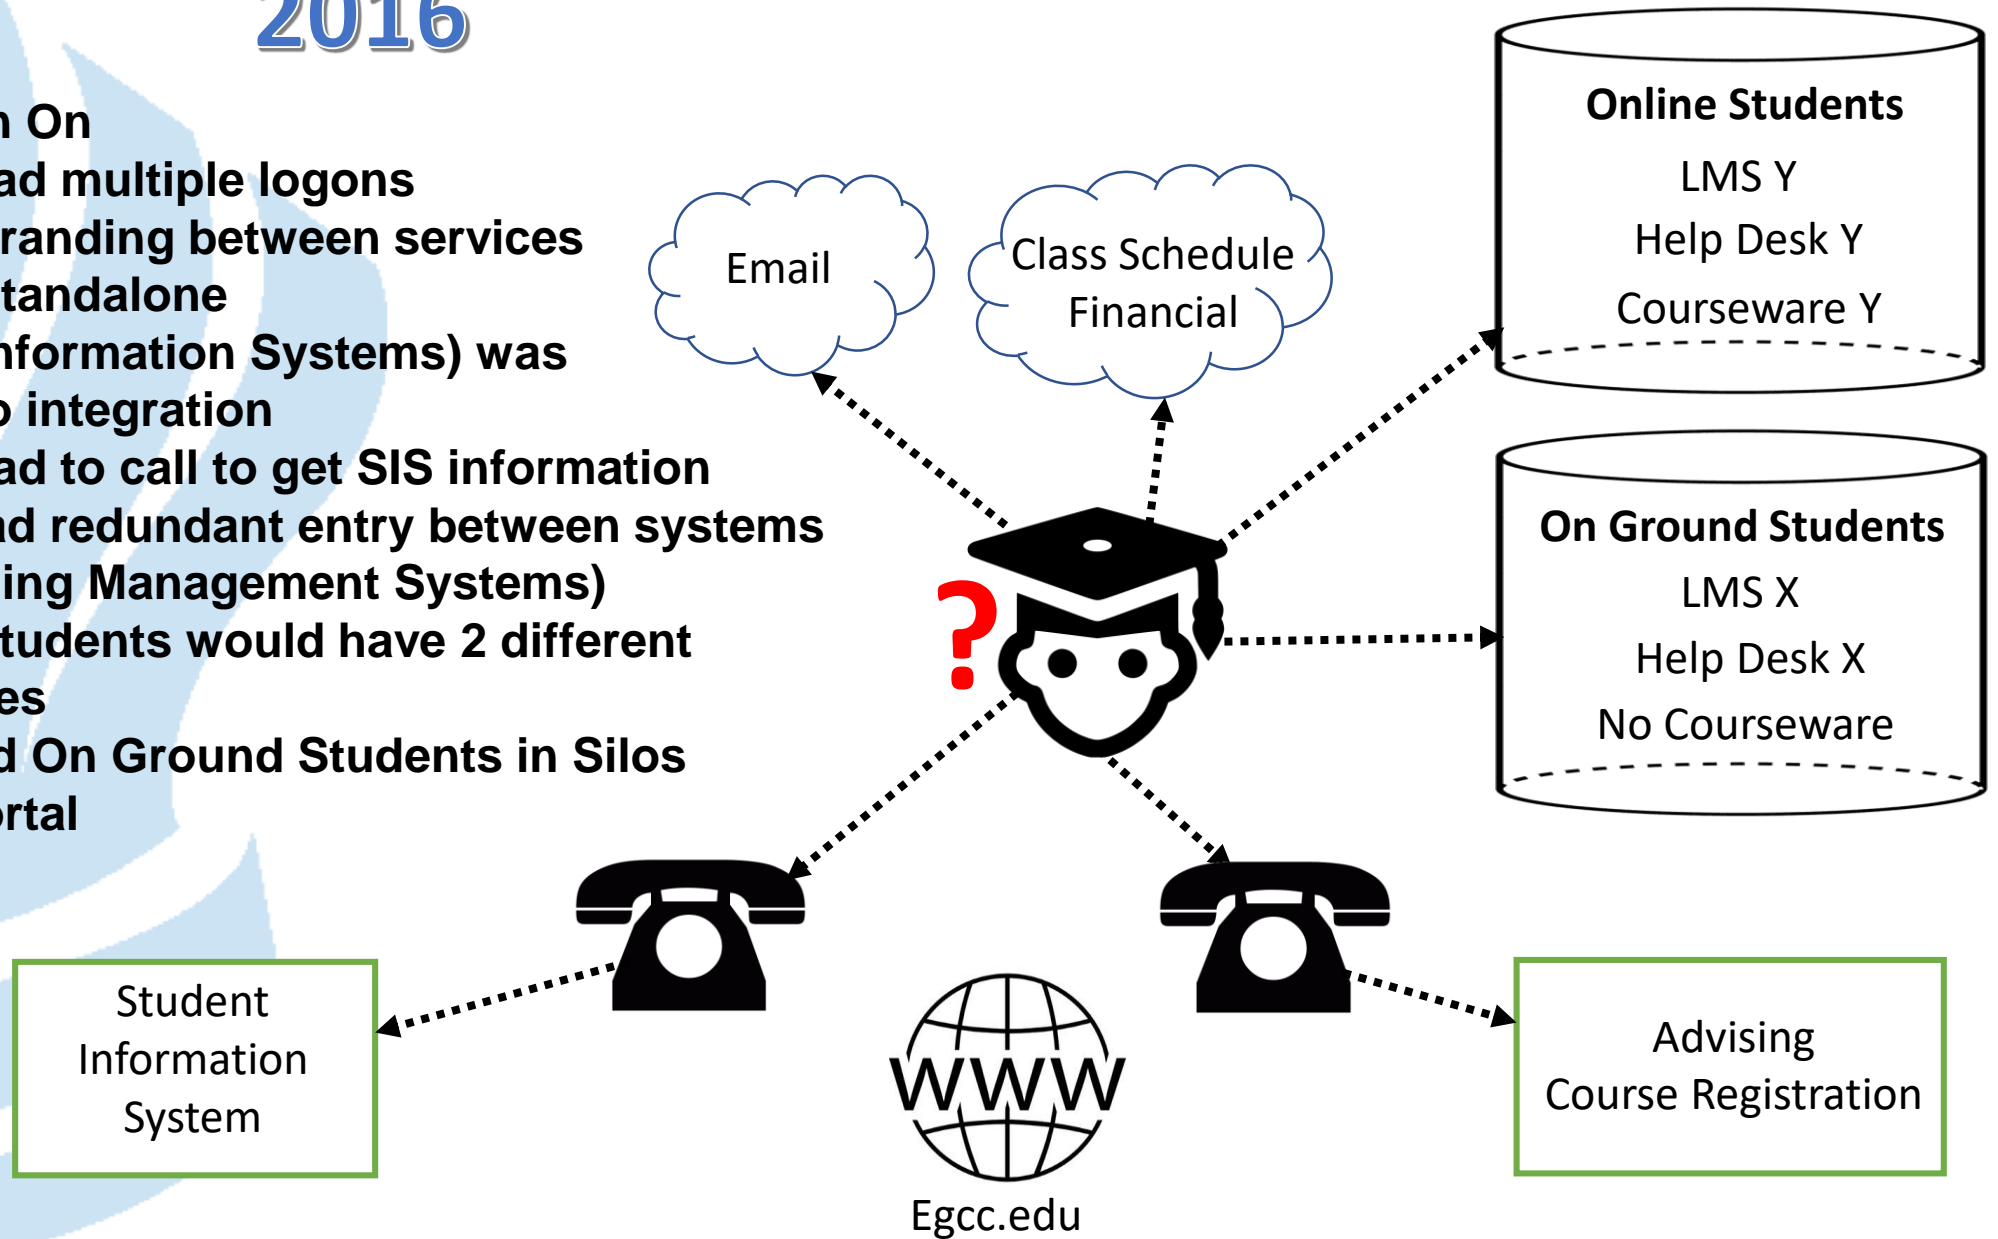 2016
n On
ad multiple logons
randing between services
tandalone
nformation Systems) was
o integration
ad to call to get SIS information
ad redundant entry between systems
ing Management Systems)
tudents would have 2 different
es
d On Ground Students in Silos
ortal
Email
Class Schedule
Financial
Online Students
LMS Y
Help Desk Y
Courseware Y
On Ground Students
LMS X
Help Desk X
No Courseware
?
Student
Information
System
WWW
Egcc.edu
Advising
Course Registration